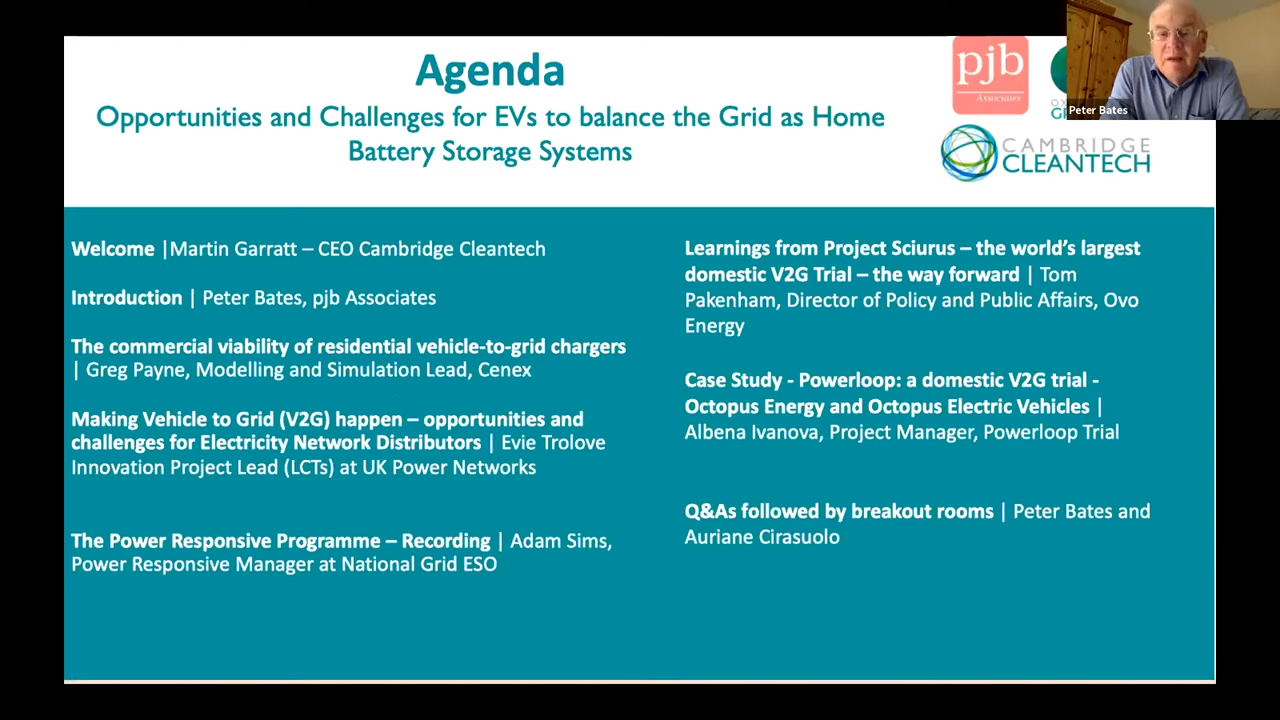 Agenda
Opportunities and Challenges for EVs to balance the Grid as Home
Battery Storage Systems
pjb
Associates
Peter Bates
CAMBRIDGE
CLEANTECH
Welcome |Martin Garratt – CEO Cambridge Cleantech
Introduction | Peter Bates, pjb Associates
The commercial viability of residential vehicle-to-grid chargers
| Greg Payne, Modelling and Simulation Lead, Cenex
Making Vehicle to Grid (V2G) happen – opportunities and
challenges for Electricity Network Distributors | Evie Trolove
Innovation Project Lead (LCTs) at UK Power Networks
The Power Responsive Programme – Recording | Adam Sims,
Power Responsive Manager at National Grid ESO
Learnings from Project Sciurus – the world's largest
domestic V2G Trial – the way forward | Tom
Pakenham, Director of Policy and Public Affairs, Ovo
Energy
Case Study - Powerloop: a domestic V2G trial -
Octopus Energy and Octopus Electric Vehicles |
Albena Ivanova, Project Manager, Powerloop Trial
Q&As followed by breakout rooms | Peter Bates and
Auriane Cirasuolo